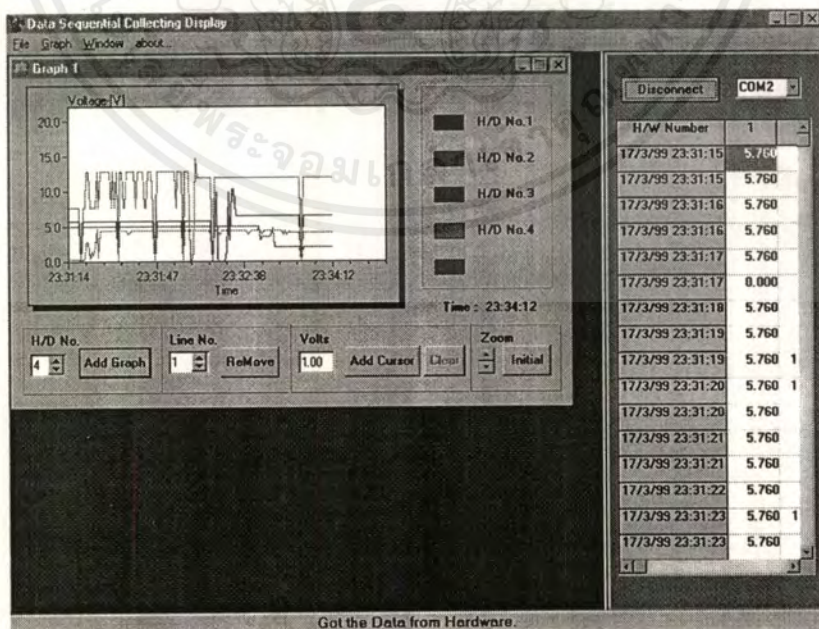 Data Sequential Collecting Display
File Graph Window about...
Graph 1
Voltage [V]
20.0
15.0
10.0
5.0
0.0
23:31:14 23:31:47 23:32:38 23:34:12
Time
H/D No.1
H/D No.2
H/D No.3
H/D No.4
Time : 23:34:12
H/D No.
4
Add Graph
Line No.
1
ReMove
Volts
1.00
Add Cursor
Clear
Zoom
Initial
Disconnect
COM2
H/W Number 1
17/3/99 23:31:15 5.760
17/3/99 23:31:15 5.760
17/3/99 23:31:16 5.760
17/3/99 23:31:16 5.760
17/3/99 23:31:17 5.760
17/3/99 23:31:17 0.000
17/3/99 23:31:18 5.760
17/3/99 23:31:19 5.760
17/3/99 23:31:19 5.760 1
17/3/99 23:31:20 5.760 1
17/3/99 23:31:20 5.760
17/3/99 23:31:21 5.760
17/3/99 23:31:21 5.760
17/3/99 23:31:22 5.760
17/3/99 23:31:23 5.760 1
17/3/99 23:31:23 5.760
Got the Data from Hardware.